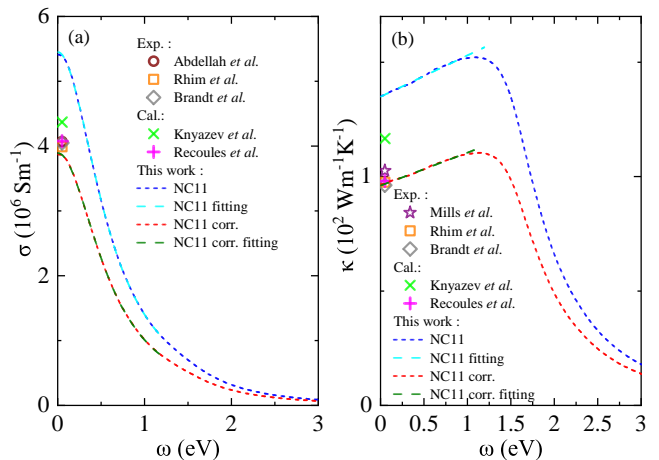 (a)
Exp. :
Abdellah et al.
Rhim et al.
Brandt et al.
Cal.:
Knyazev et al.
Recoules et al.
This work :
NC11
NC11 fitting
NC11 corr.
NC11 corr. fitting
6
4
2
0
σ (10⁶ Sm⁻¹)
0 1 2 3
ω (eV)
(b)
Exp. :
Mills et al.
Rhim et al.
Brandt et al.
Cal.:
Knyazev et al.
Recoules et al.
This work :
NC11
NC11 fitting
NC11 corr.
NC11 corr. fitting
1
0
κ (10² Wm⁻¹K⁻¹)
0 0.5 1 1.5 2 2.5 3
ω (eV)